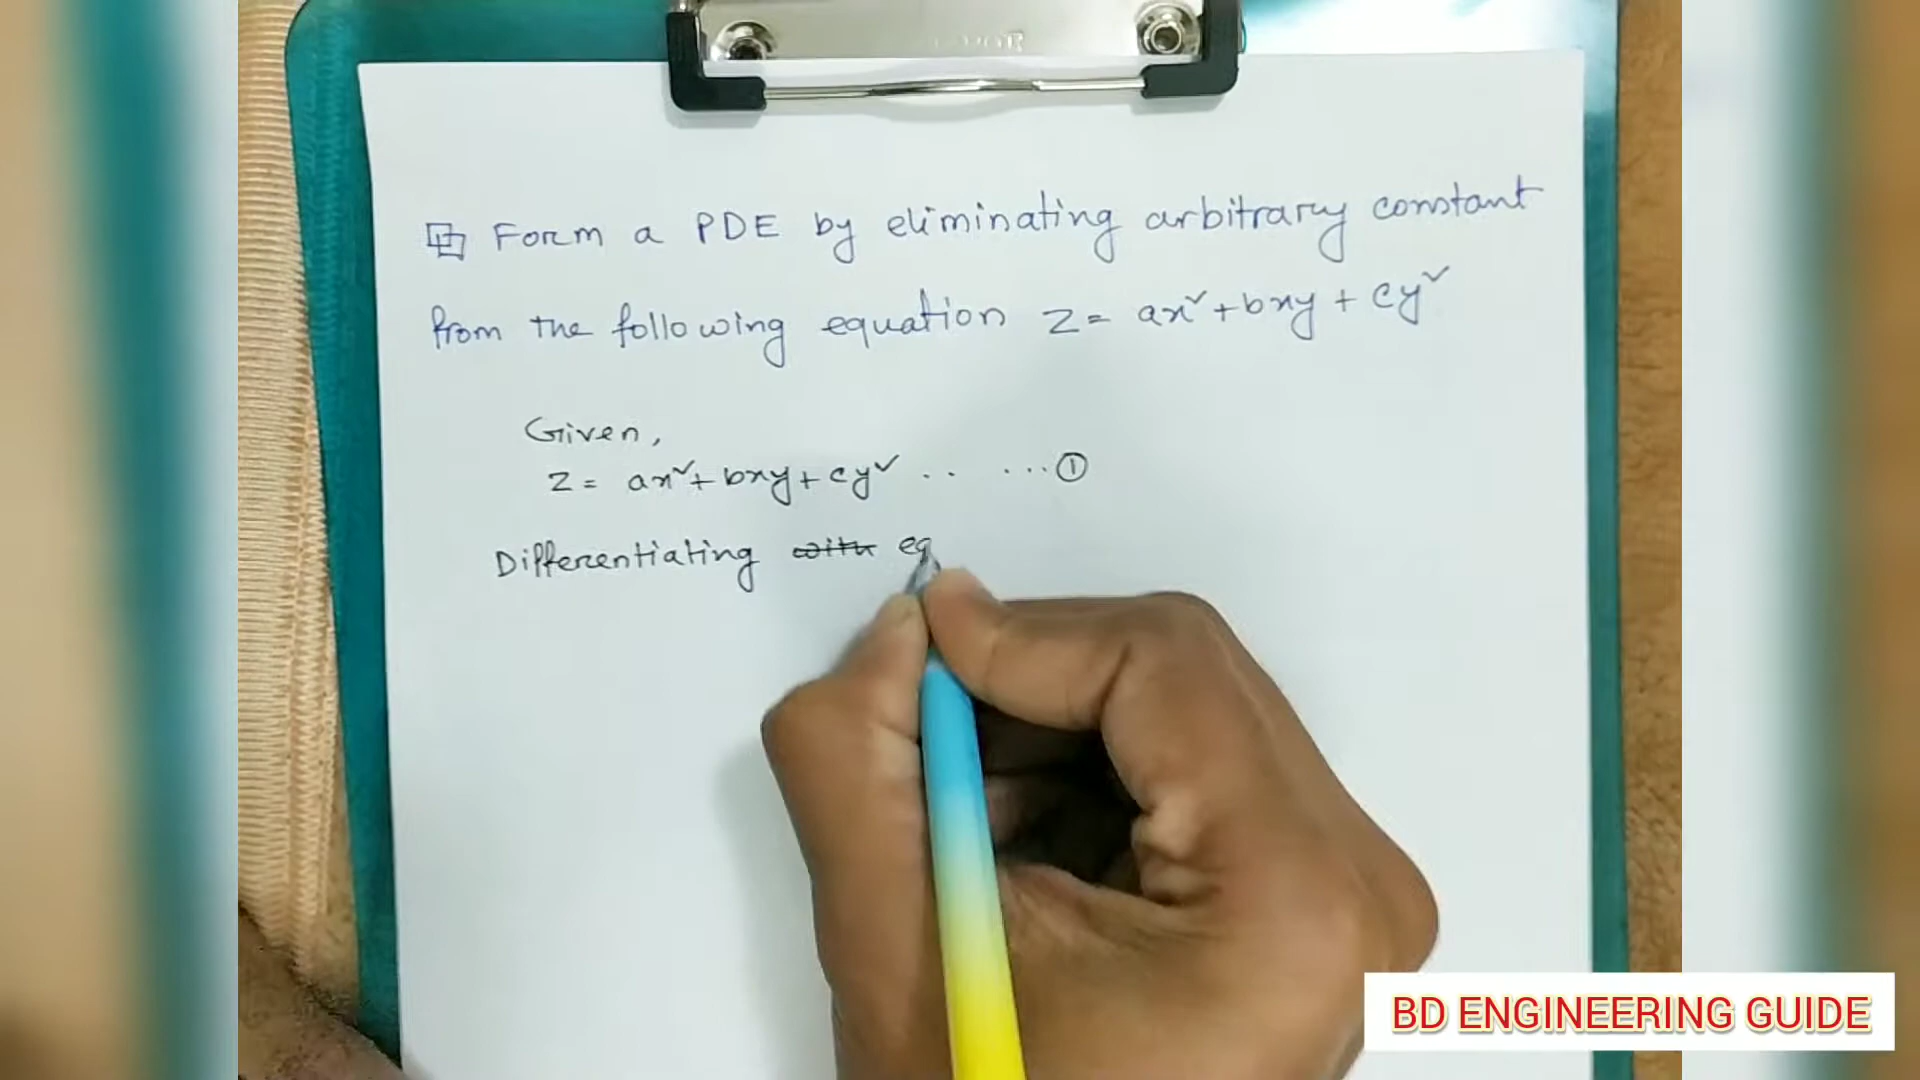 Form a PDE by eliminating arbitrary constant
from the following equation z = ax² + bxy + cy²
Given,
z = ax² + bxy + cy² .. ... ①
Differentiating with eq
BD ENGINEERING GUIDE